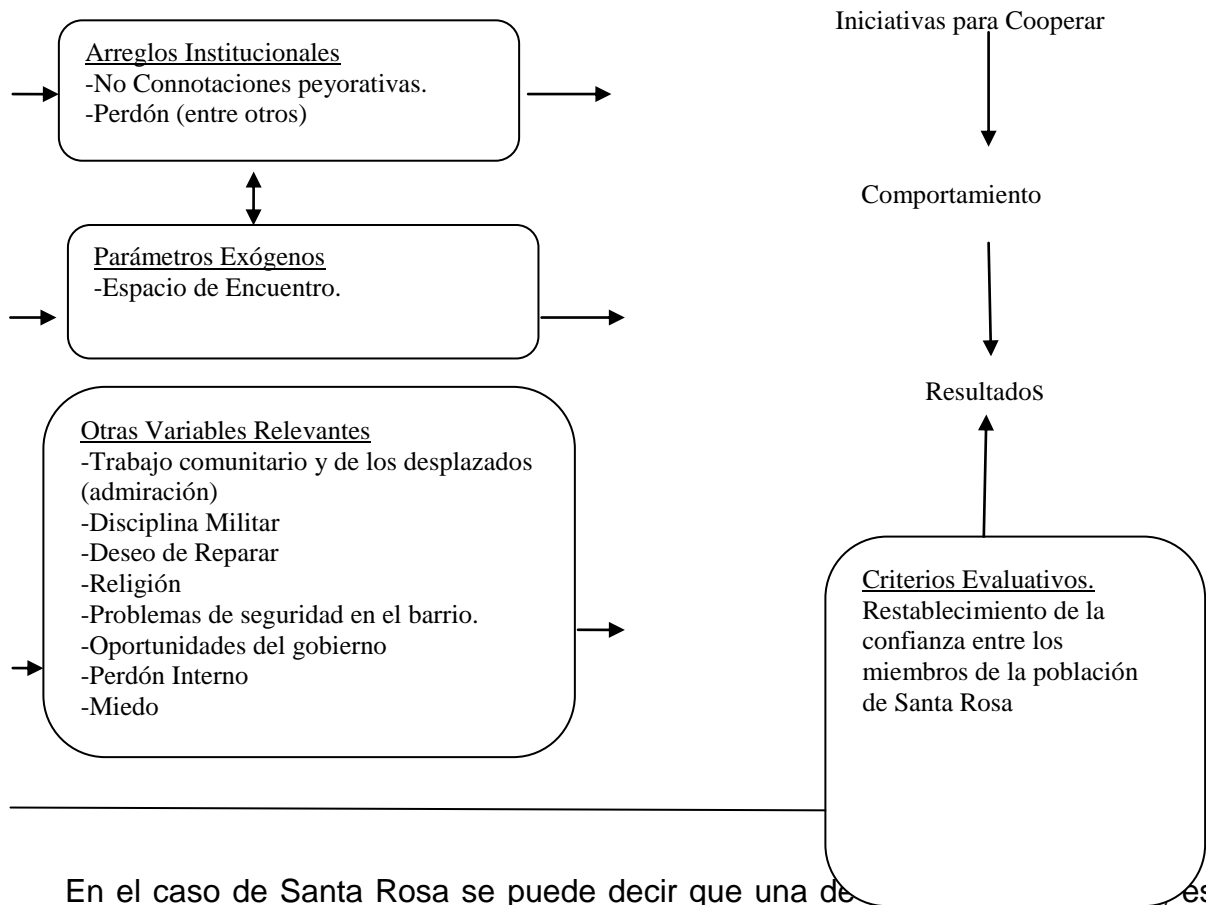 Arreglos Institucionales
-No Connotaciones peyorativas.
-Perdón (entre otros)
Parámetros Exógenos
-Espacio de Encuentro.
Otras Variables Relevantes
-Trabajo comunitario y de los desplazados
(admiración)
-Disciplina Militar
-Deseo de Reparar
-Religión
-Problemas de seguridad en el barrio.
-Oportunidades del gobierno
-Perdón Interno
-Miedo
Iniciativas para Cooperar
Comportamiento
Resultados
Criterios Evaluativos.
Restablecimiento de la
confianza entre los
miembros de la población
de Santa Rosa
En el caso de Santa Rosa se puede decir que una